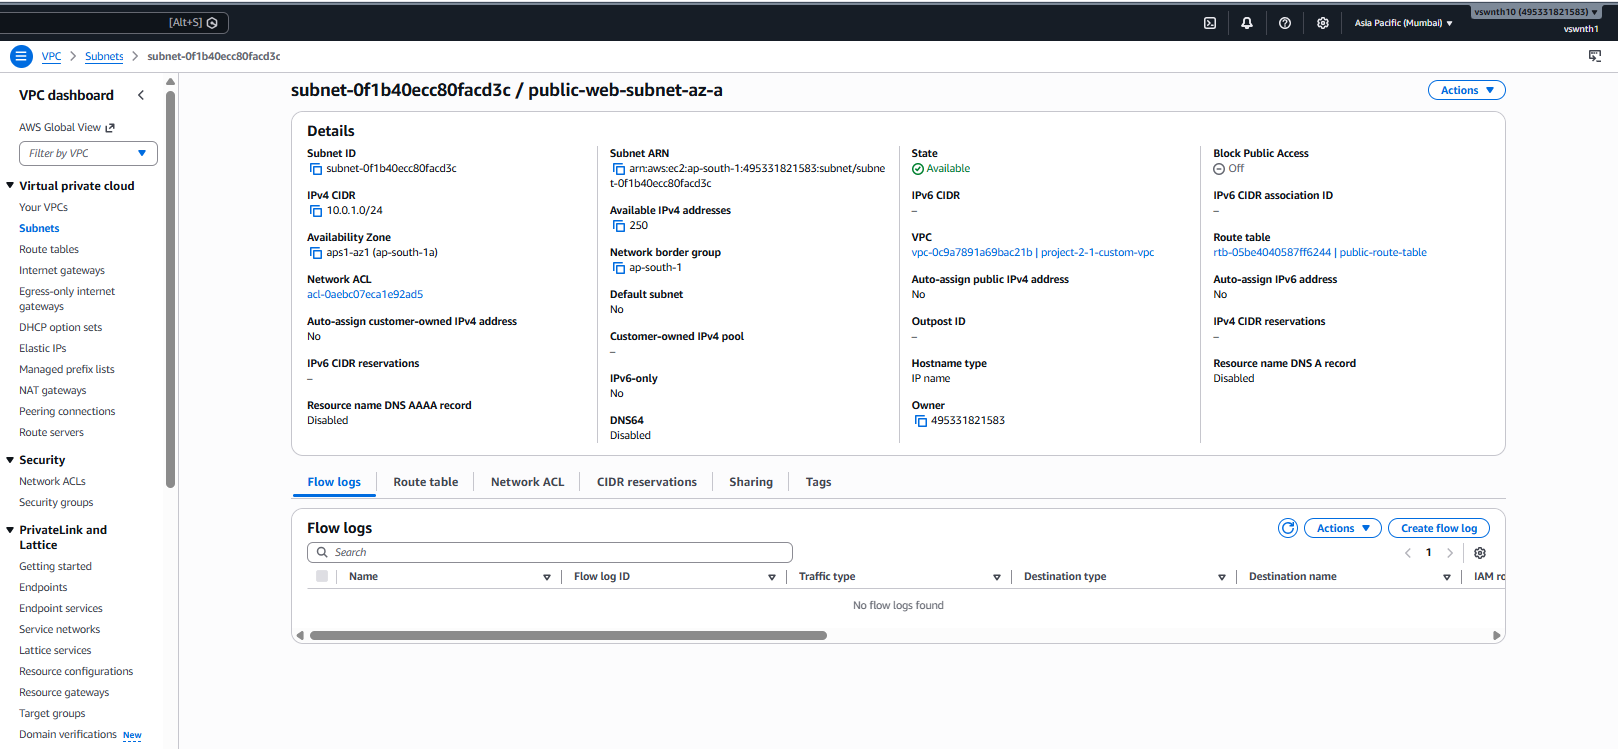 [Alt+S]
Asia Pacific (Mumbai)
vswnth10 (495331821583)
vswnth1
VPC
Subnets
subnet-0f1b40ecc80facd3c
VPC dashboard
AWS Global View
Filter by VPC
Virtual private cloud
Your VPCs
Subnets
Route tables
Internet gateways
Egress-only internet
gateways
DHCP option sets
Elastic IPs
Managed prefix lists
NAT gateways
Peering connections
Route servers
Security
Network ACLs
Security groups
PrivateLink and
Lattice
Getting started
Endpoints
Endpoint services
Service networks
Lattice services
Resource configurations
Resource gateways
Target groups
Domain verifications New
subnet-0f1b40ecc80facd3c / public-web-subnet-az-a
Actions
Details
Subnet ID
subnet-0f1b40ecc80facd3c
IPv4 CIDR
10.0.1.0/24
Availability Zone
aps1-az1 (ap-south-1a)
Network ACL
acl-0aebc07eca1e92ad5
Auto-assign customer-owned IPv4 address
No
IPv6 CIDR reservations
–
Resource name DNS AAAA record
Disabled
Subnet ARN
arn:aws:ec2:ap-south-1:495331821583:subnet/subne
t-0f1b40ecc80facd3c
Available IPv4 addresses
250
Network border group
ap-south-1
Default subnet
No
Customer-owned IPv4 pool
–
IPv6-only
No
DNS64
Disabled
State
Available
IPv6 CIDR
–
VPC
vpc-0c9a7891a69bac21b | project-2-1-custom-vpc
Auto-assign public IPv4 address
No
Outpost ID
–
Hostname type
IP name
Owner
495331821583
Block Public Access
Off
IPv6 CIDR association ID
–
Route table
rtb-05be4040587ff6244 | public-route-table
Auto-assign IPv6 address
No
IPv4 CIDR reservations
–
Resource name DNS A record
Disabled
Flow logs
Route table
Network ACL
CIDR reservations
Sharing
Tags
Flow logs
Actions
Create flow log
Search
1
Name
Flow log ID
Traffic type
Destination type
Destination name
IAM ro
No flow logs found